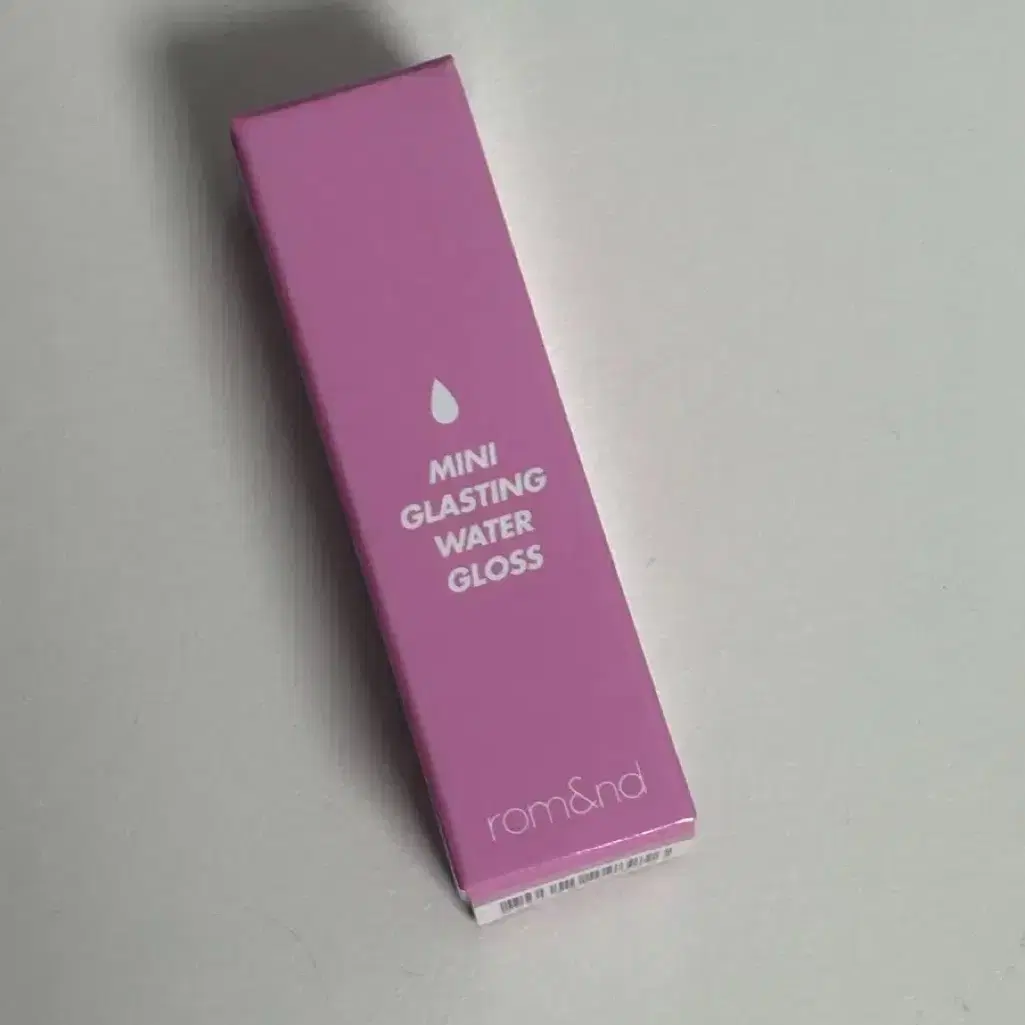 MINI
GLASTING
WATER
GLOSS
rom&nd